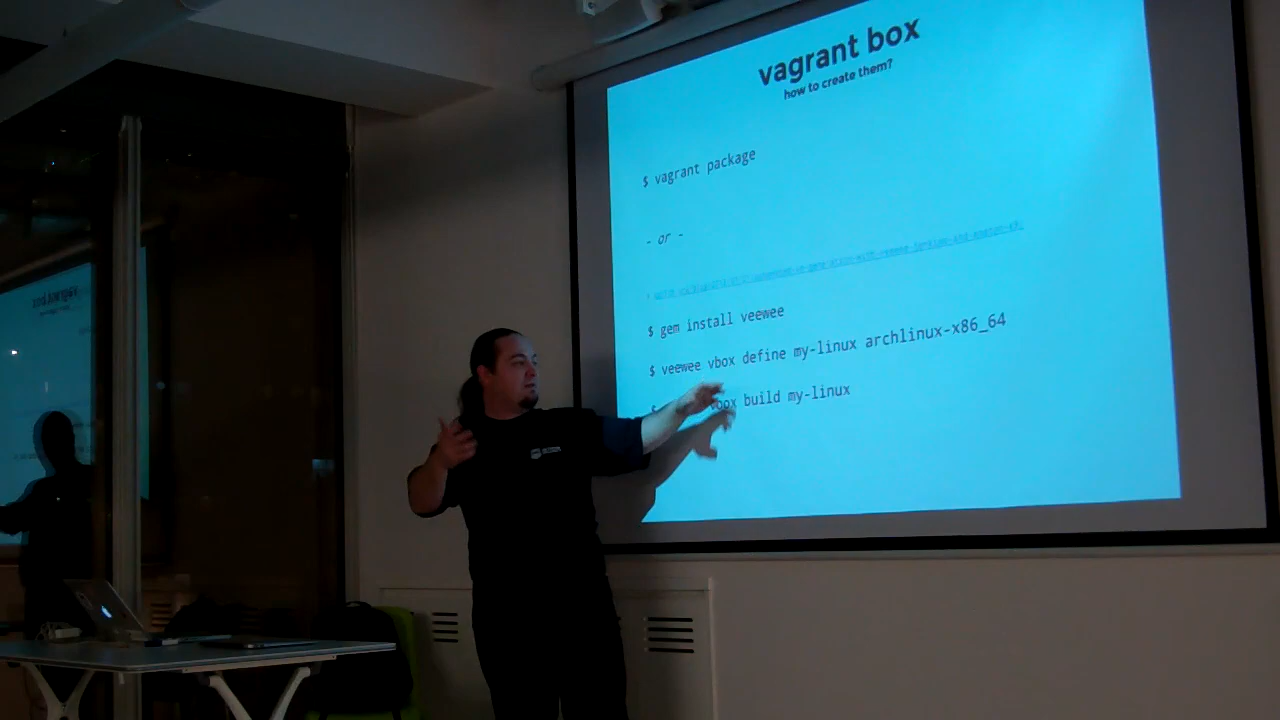 vagrant box
how to create them?
$ vagrant package
- or -
$ gem install veewee
$ veewee vbox define my-linux archlinux-x86_64
$ vbox build my-linux